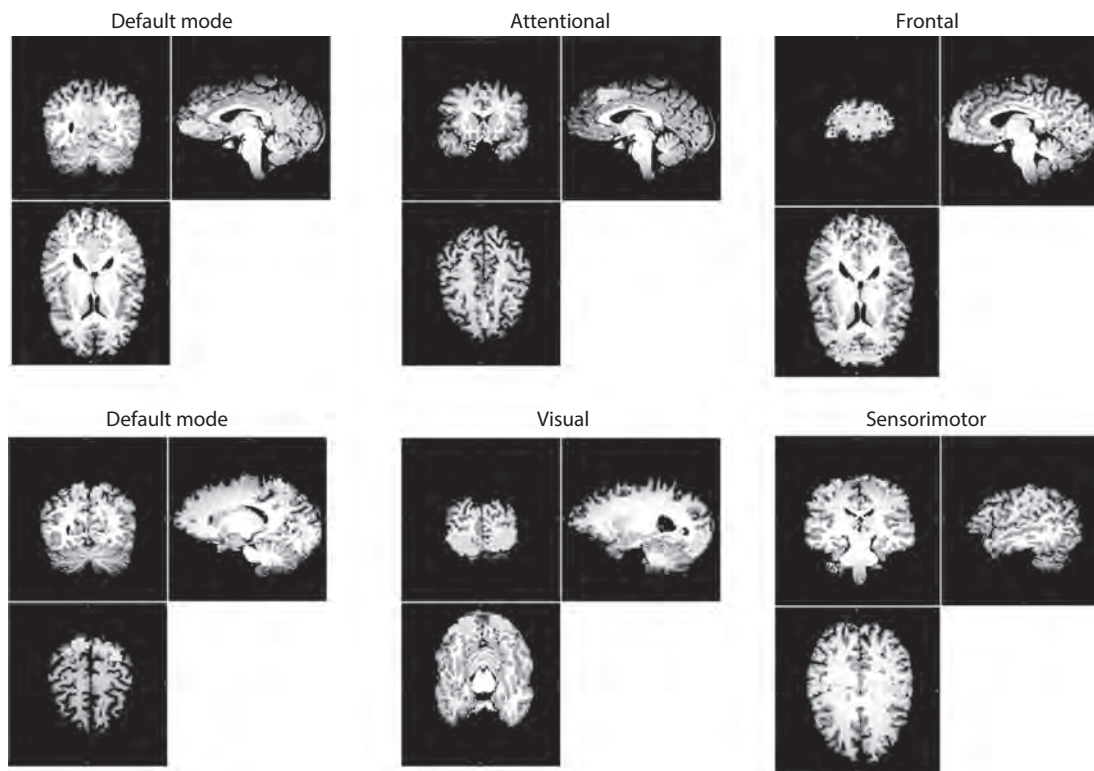 Default mode
Attentional
Frontal
Default mode
Visual
Sensorimotor